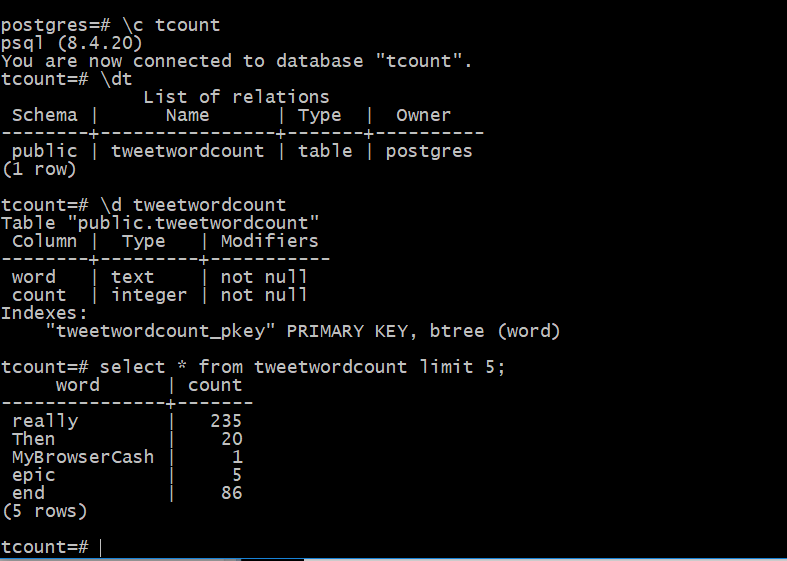 postgres=# \c tcount
psql (8.4.20)
You are now connected to database "tcount".
tcount=# \dt
             List of relations
 Schema |      Name      | Type  |  Owner
--------+----------------+-------+----------
 public | tweetwordcount | table | postgres
(1 row)

tcount=# \d tweetwordcount
Table "public.tweetwordcount"
 Column |  Type   | Modifiers
--------+---------+-----------
 word   | text    | not null
 count  | integer | not null
Indexes:
    "tweetwordcount_pkey" PRIMARY KEY, btree (word)

tcount=# select * from tweetwordcount limit 5;
     word      | count
---------------+-------
 really        |   235
 Then          |    20
 MyBrowserCash |     1
 epic          |     5
 end           |    86
(5 rows)

tcount=#